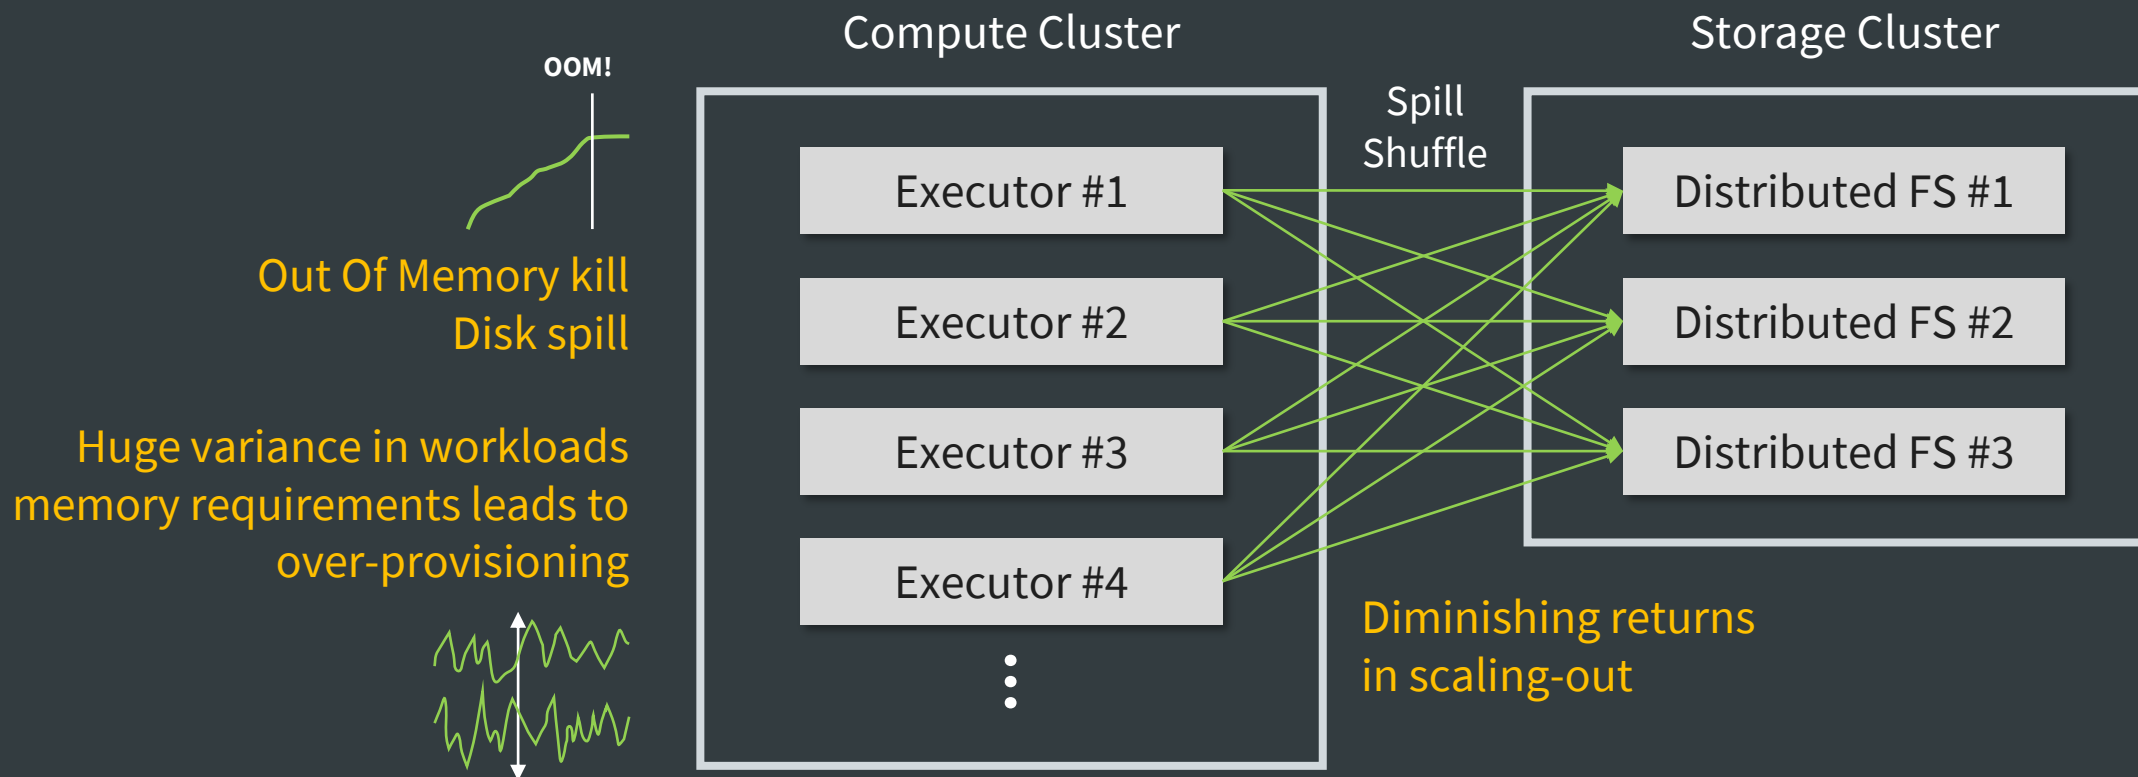 OOM!
Out Of Memory kill
Disk spill
Huge variance in workloads
memory requirements leads to
over-provisioning
Compute Cluster
Executor #1
Executor #2
Executor #3
Executor #4
Spill
Shuffle
Storage Cluster
Distributed FS #1
Distributed FS #2
Distributed FS #3
Diminishing returns
in scaling-out